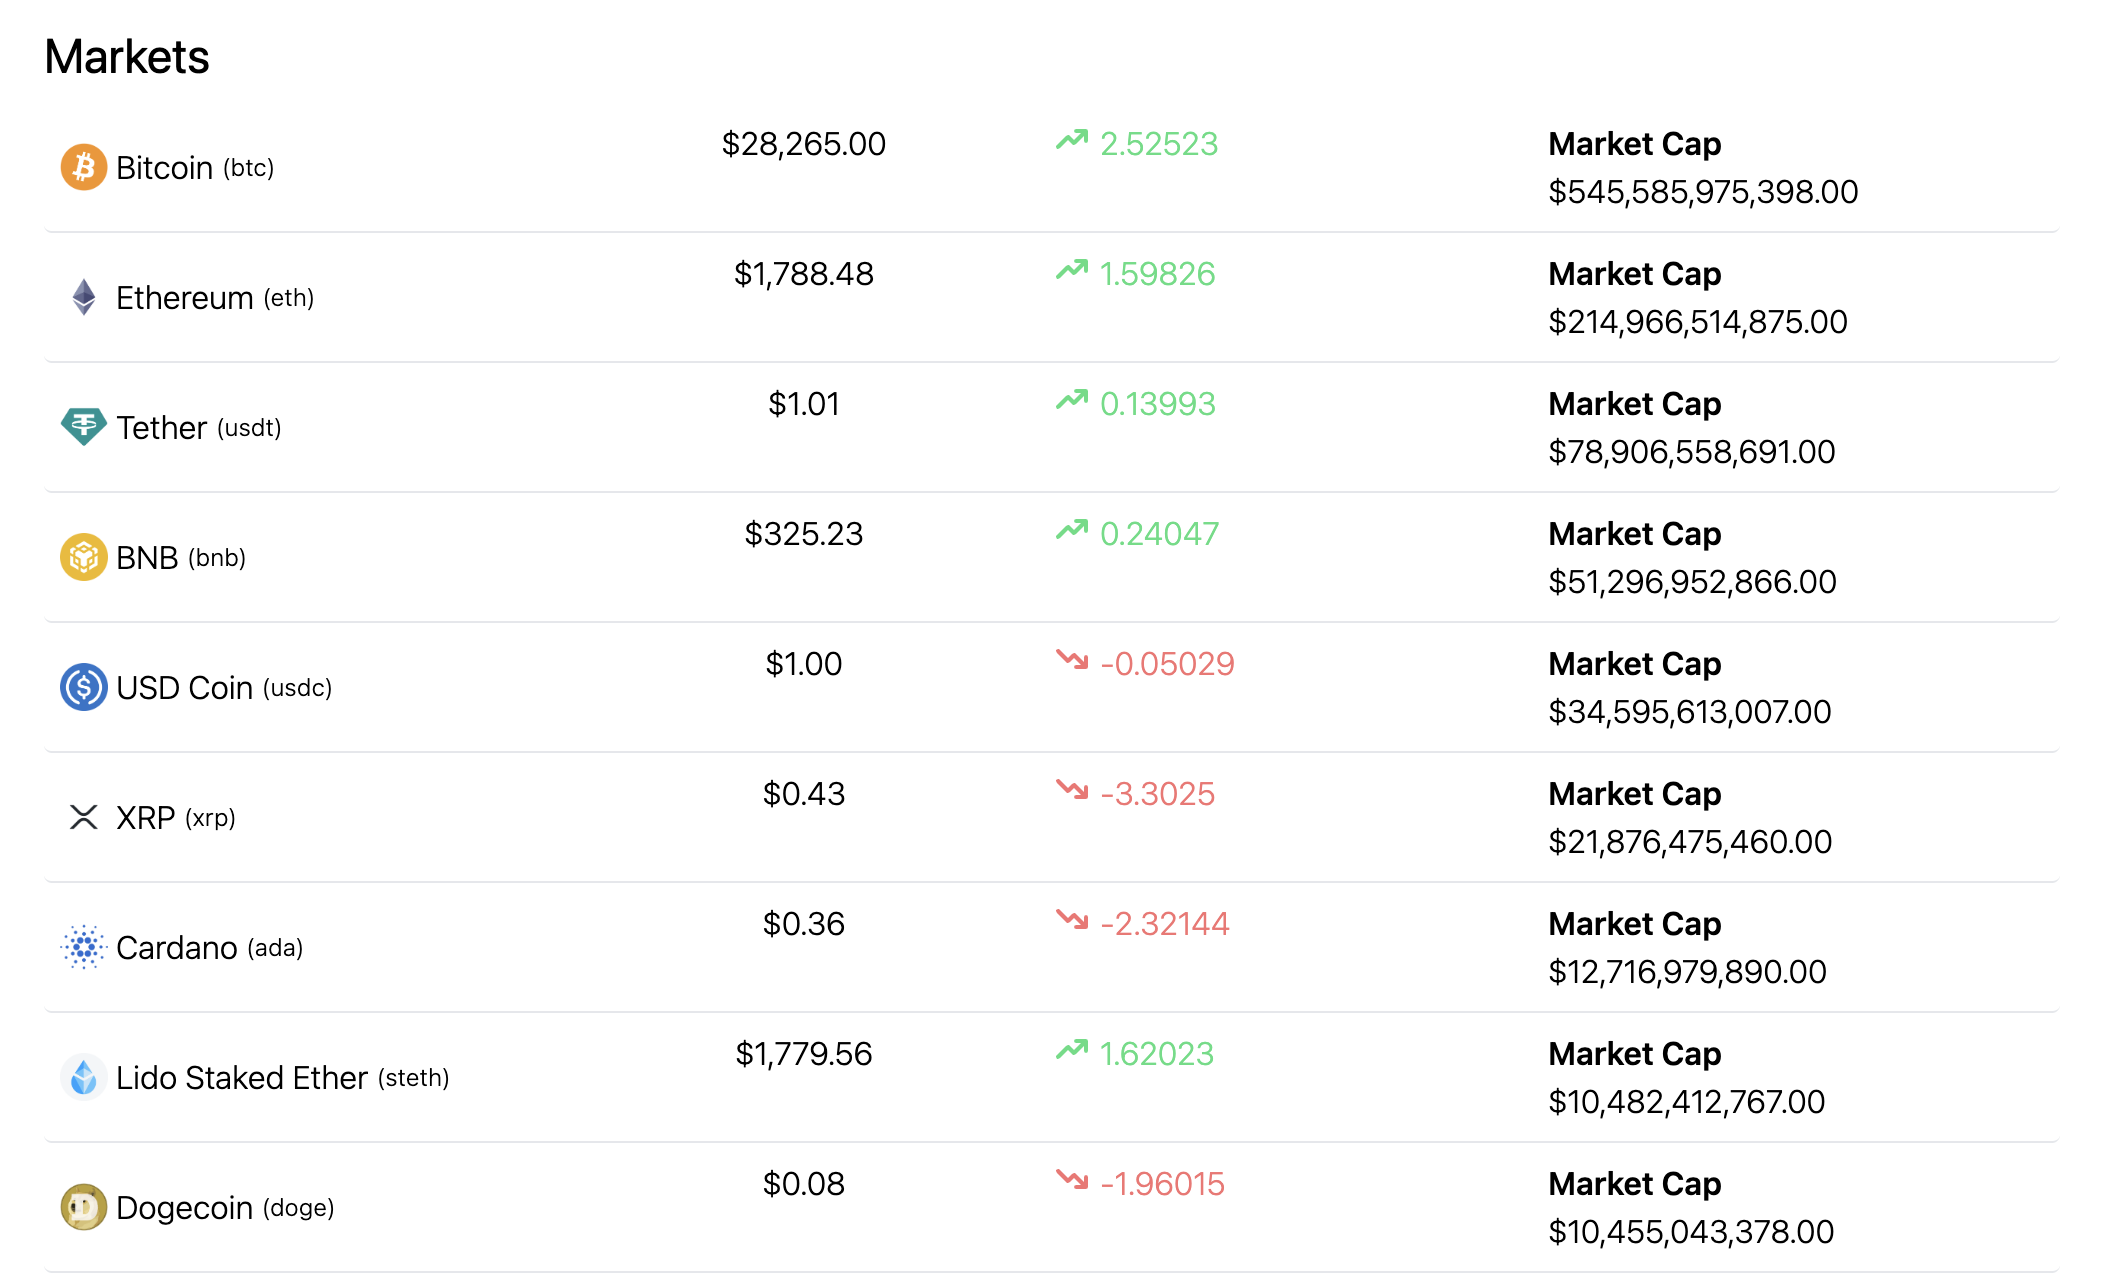 Markets
Bitcoin (btc) $28,265.00 2.52523 Market Cap
$545,585,975,398.00
Ethereum (eth) $1,788.48 1.59826 Market Cap
$214,966,514,875.00
Tether (usdt) $1.01 0.13993 Market Cap
$78,906,558,691.00
BNB (bnb) $325.23 0.24047 Market Cap
$51,296,952,866.00
USD Coin (usdc) $1.00 -0.05029 Market Cap
$34,595,613,007.00
XRP (xrp) $0.43 -3.3025 Market Cap
$21,876,475,460.00
Cardano (ada) $0.36 -2.32144 Market Cap
$12,716,979,890.00
Lido Staked Ether (steth) $1,779.56 1.62023 Market Cap
$10,482,412,767.00
Dogecoin (doge) $0.08 -1.96015 Market Cap
$10,455,043,378.00